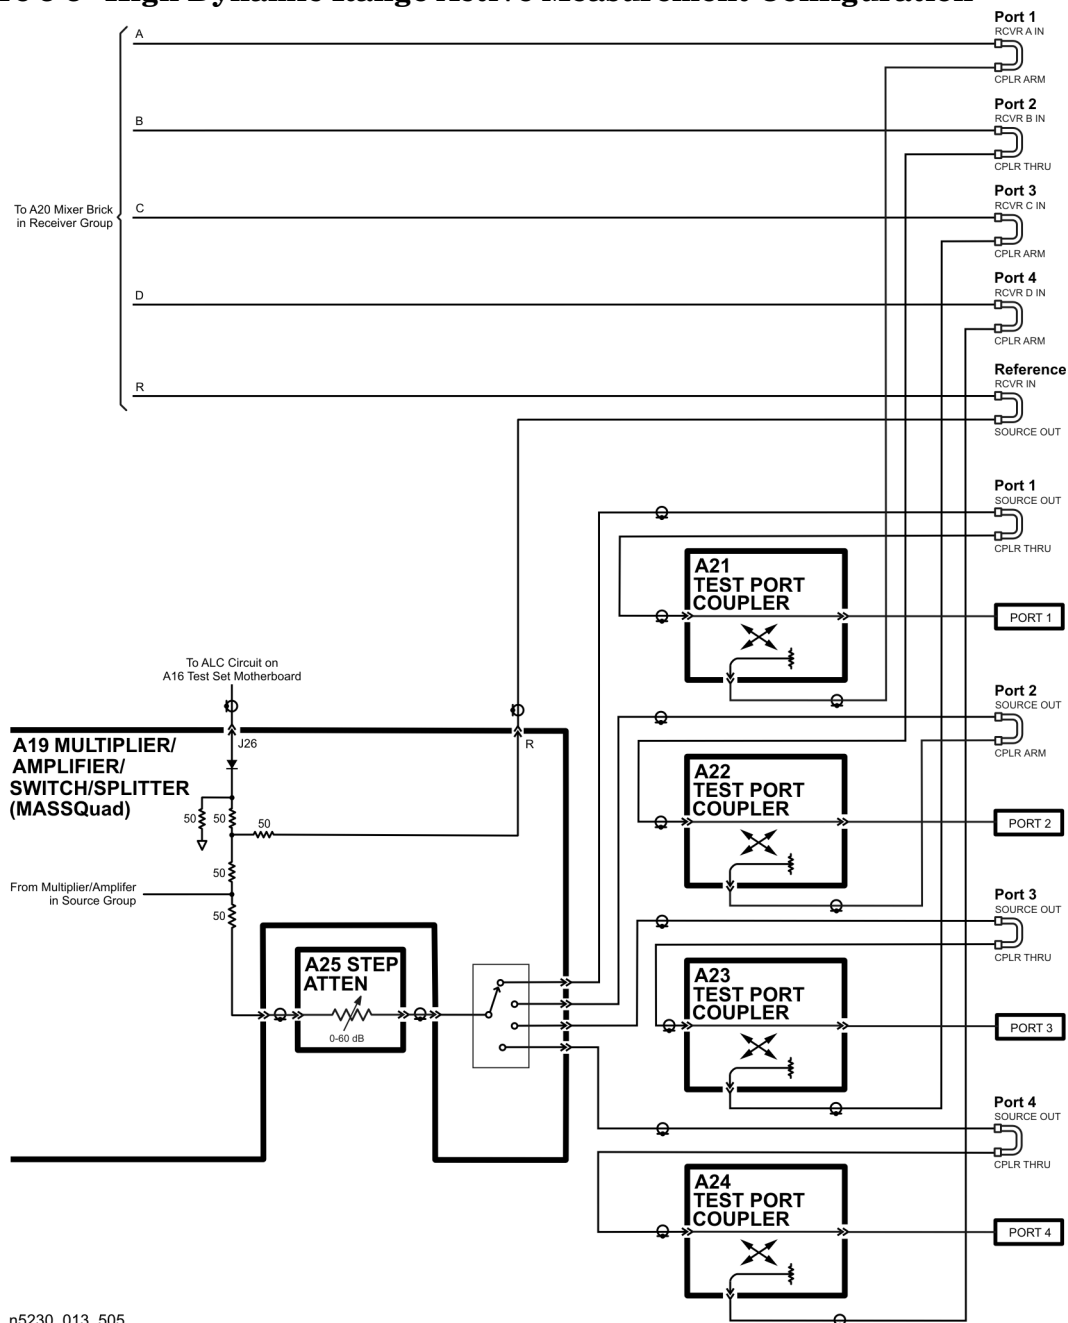 High Dynamic Range Active Measurement Configuration
Port 1
RCVR A IN
CPLR ARM
A
Port 2
RCVR B IN
CPLR THRU
B
Port 3
RCVR C IN
CPLR ARM
C
To A20 Mixer Brick
in Receiver Group
Port 4
RCVR D IN
CPLR ARM
D
Reference
RCVR IN
SOURCE OUT
R
Port 1
SOURCE OUT
CPLR THRU
A21
TEST PORT
COUPLER
PORT 1
To ALC Circuit on
A16 Test Set Motherboard
J26
R
Port 2
SOURCE OUT
CPLR ARM
A19 MULTIPLIER/
AMPLIFIER/
SWITCH/SPLITTER
(MASSQuad)
50
50
50
50
50
From Multiplier/Amplifer
in Source Group
A22
TEST PORT
COUPLER
PORT 2
Port 3
SOURCE OUT
CPLR THRU
A25 STEP
ATTEN
0-60 dB
A23
TEST PORT
COUPLER
PORT 3
Port 4
SOURCE OUT
CPLR THRU
A24
TEST PORT
COUPLER
PORT 4
n5230_013_505